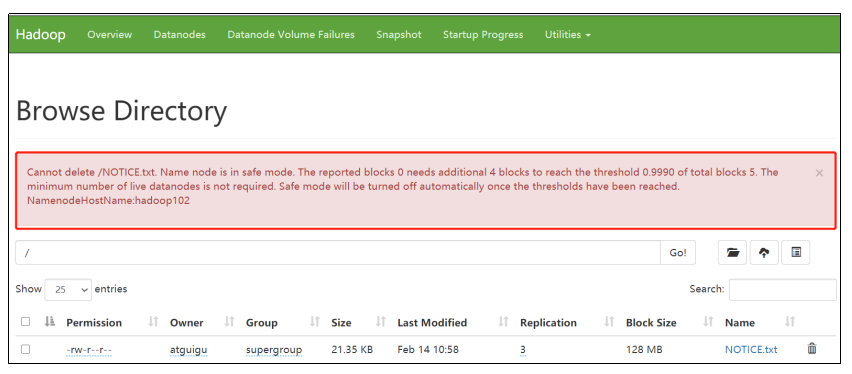 Hadoop Overview Datanodes Datanode Volume Failures Snapshot Startup Progress Utilities
Browse Directory
Cannot delete /NOTICE.txt. Name node is in safe mode. The reported blocks 0 needs additional 4 blocks to reach the threshold 0.9990 of total blocks 5. The
minimum number of live datanodes is not required. Safe mode will be turned off automatically once the thresholds have been reached.
NamenodeHostName:hadoop102
/ Go!
Show 25 entries Search:
Permission Owner Group Size Last Modified Replication Block Size Name
-rw-r--r-- atguigu supergroup 21.35 KB Feb 14 10:58 3 128 MB NOTICE.txt